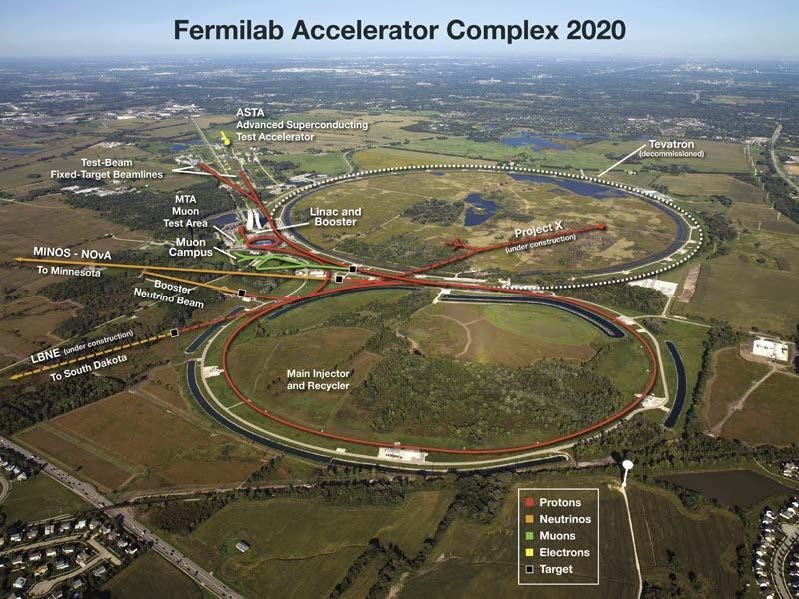 Fermilab Accelerator Complex 2020
ASTA
Advanced Superconducting
Test Accelerator
Tevatron
(decommissioned)
Test-Beam
Fixed-Target Beamlines
MTA
Muon
Test Area
Linac and
Booster
Project X
(under construction)
Muon
Campus
MINOS - NOνA
To Minnesota
Booster
Neutrino Beam
LBNE (under construction)
To South Dakota
Main Injector
and Recycler
Protons
Neutrinos
Muons
Electrons
Target